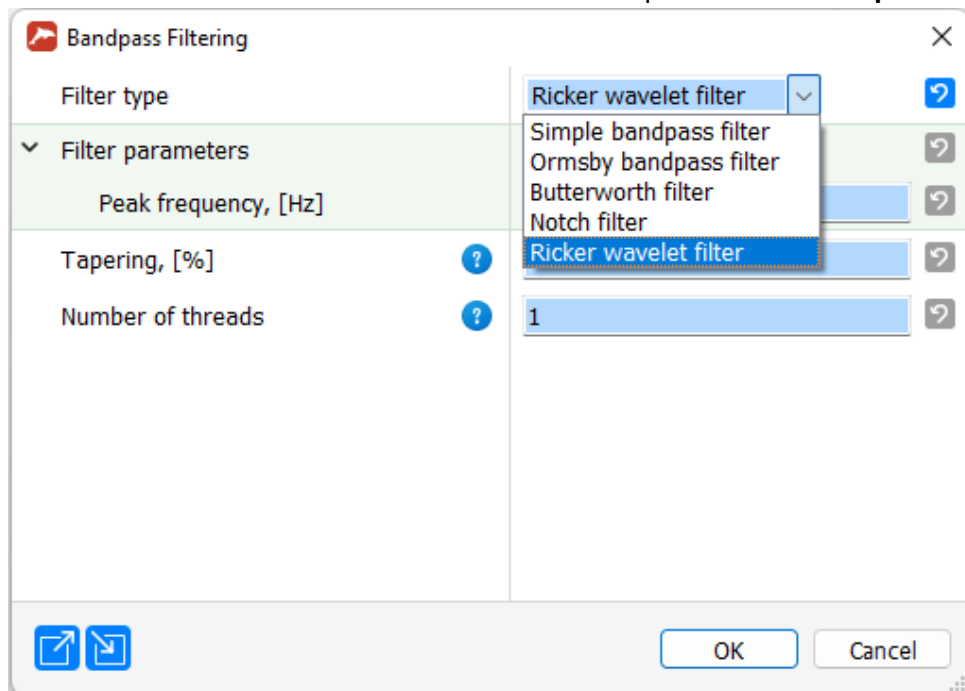 Bandpass Filtering
Filter type
Ricker wavelet filter
Simple bandpass filter
Ormsby bandpass filter
Butterworth filter
Notch filter
Ricker wavelet filter
Filter parameters
Peak frequency, [Hz]
Tapering, [%]
?
Number of threads
?
1
OK
Cancel